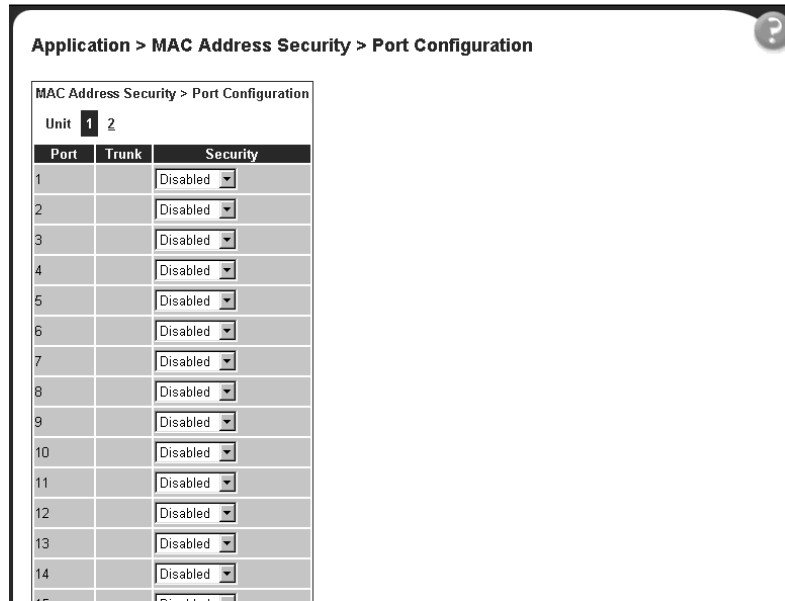 ?
Application > MAC Address Security > Port Configuration
MAC Address Security > Port Configuration
Unit 1 2
Port Trunk Security
1 Disabled
2 Disabled
3 Disabled
4 Disabled
5 Disabled
6 Disabled
7 Disabled
8 Disabled
9 Disabled
10 Disabled
11 Disabled
12 Disabled
13 Disabled
14 Disabled